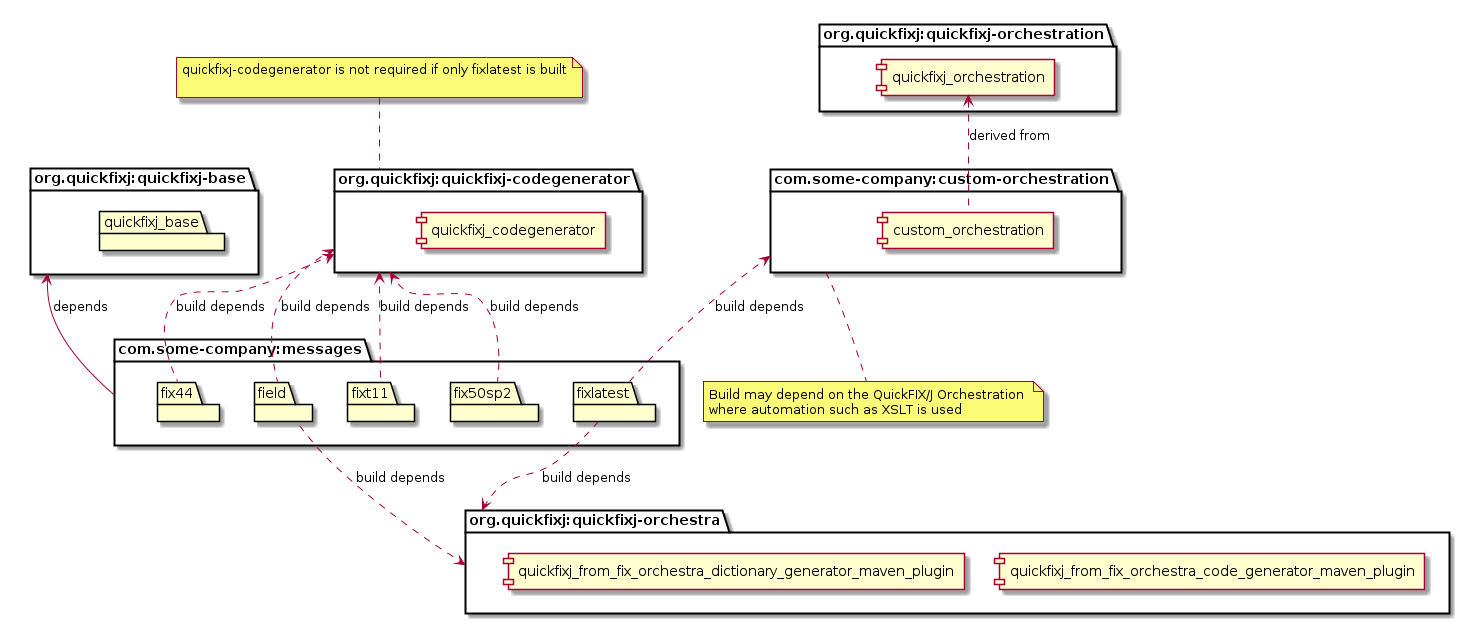 org.quickfixj:quickfixj-orchestration
quickfixj_orchestration
quickfixj-codegenerator is not required if only fixlatest is built
derived from
org.quickfixj:quickfixj-base
quickfixj_base
org.quickfixj:quickfixj-codegenerator
quickfixj_codegenerator
com.some-company:custom-orchestration
custom_orchestration
depends
build depends
build depends
build depends
build depends
build depends
com.some-company:messages
fix44
field
fixt11
fix50sp2
fixlatest
Build may depend on the QuickFIX/J Orchestration
where automation such as XSLT is used
build depends
build depends
org.quickfixj:quickfixj-orchestra
quickfixj_from_fix_orchestra_dictionary_generator_maven_plugin
quickfixj_from_fix_orchestra_code_generator_maven_plugin